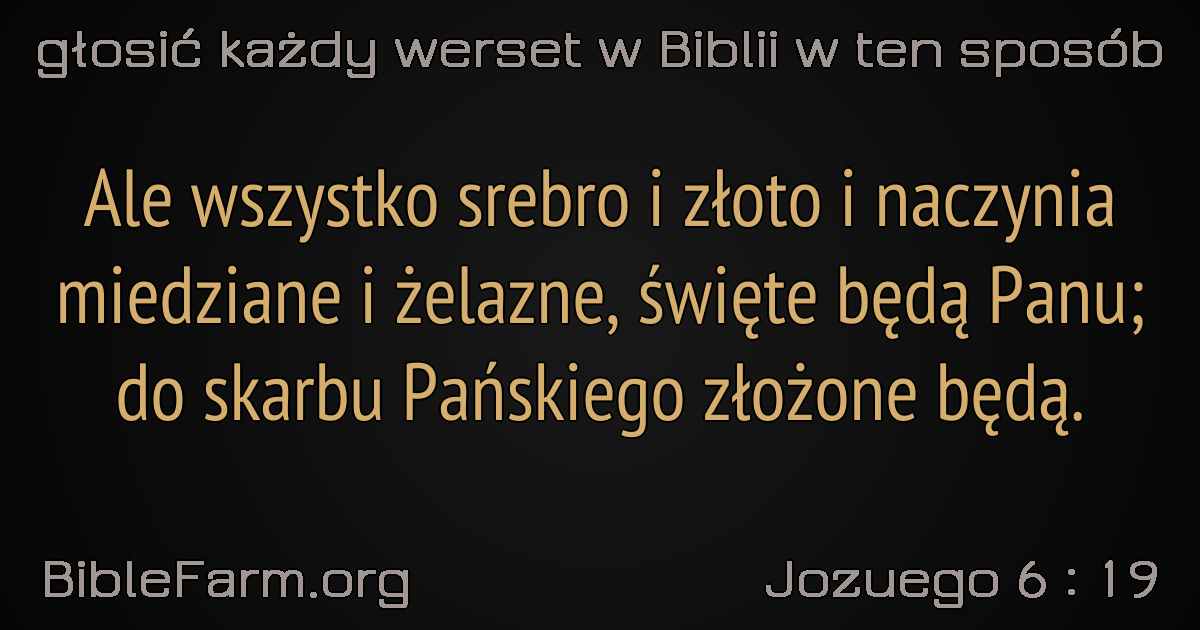 głosić każdy werset w Biblii w ten sposób
Ale wszystko srebro i złoto i naczynia
miedziane i żelazne, święte będą Panu;
do skarbu Pańskiego złożone będą.
BibleFarm.org
Jozuego 6 : 19